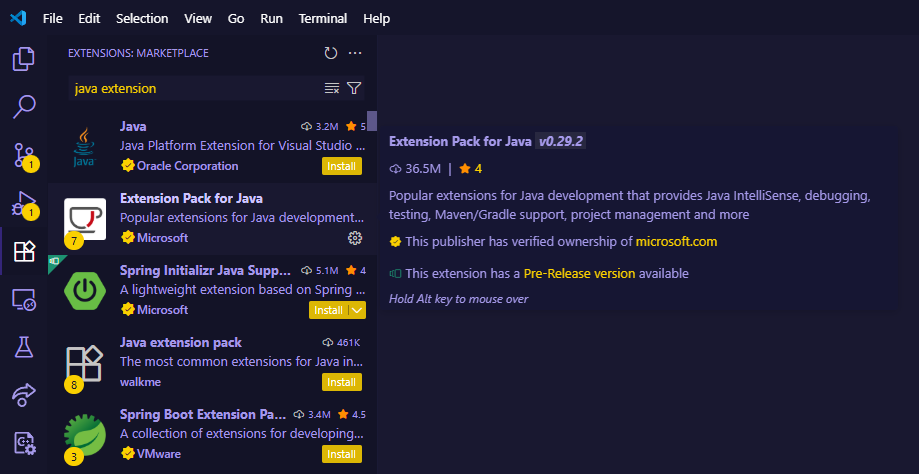 File Edit Selection View Go Run Terminal Help
EXTENSIONS: MARKETPLACE
java extension
Java 3.2M 5
Java Platform Extension for Visual Studio ...
Oracle Corporation Install
Java
Extension Pack for Java
Popular extensions for Java development...
7 Microsoft
Spring Initializr Java Supp... 5.1M 4
A lightweight extension based on Spring ...
Microsoft Install
Java extension pack 461K
The most common extensions for Java in...
8 walkme Install
Spring Boot Extension Pa... 3.4M 4.5
A collection of extensions for developing...
3 VMware Install
1
1
Extension Pack for Java v0.29.2
36.5M | 4
Popular extensions for Java development that provides Java IntelliSense, debugging,
testing, Maven/Gradle support, project management and more
This publisher has verified ownership of microsoft.com
This extension has a Pre-Release version available
Hold Alt key to mouse over